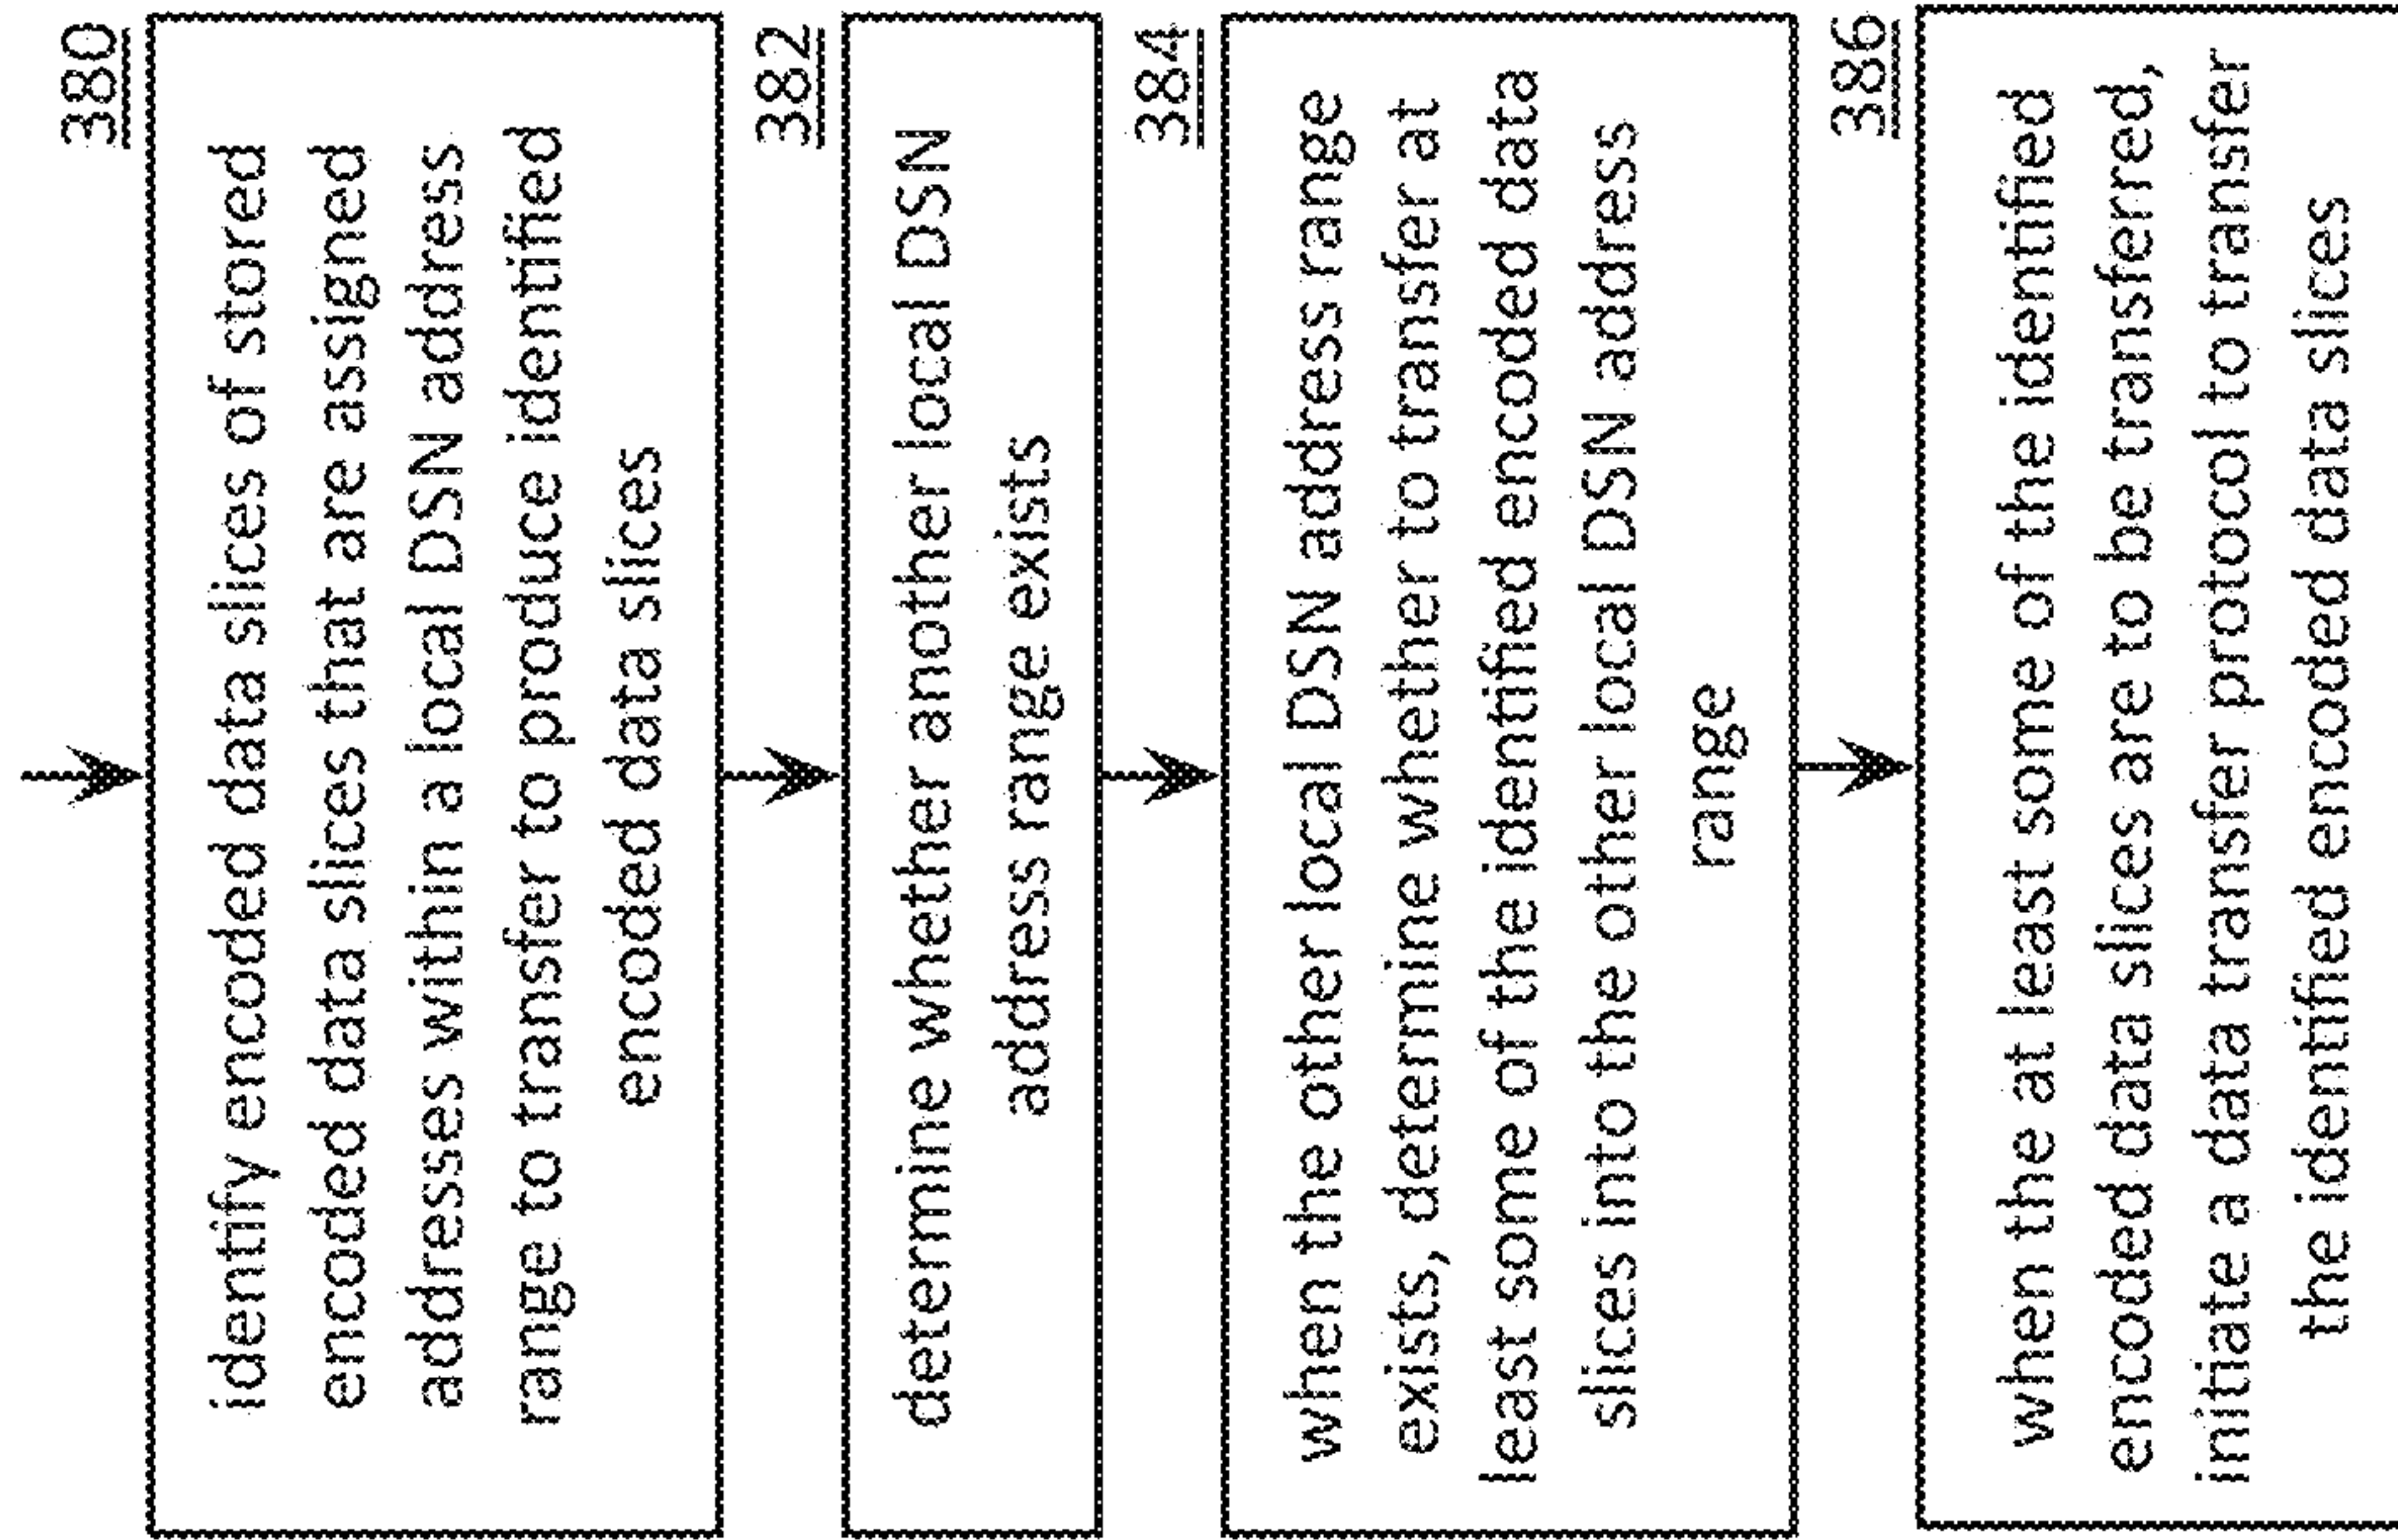 380
identify encoded data slices of stored
encoded data slices that are assigned
addresses within a local DSN address
range to transfer to produce identified
encoded data slices
382
determine whether another local DSN
address range exists
384
when the other local DSN address range
exists, determine whether to transfer at
least some of the identified encoded data
slices into the other local DSN address
range
386
when the at least some of the identified
encoded data slices are to be transferred,
initiate a data transfer protocol to transfer
the identified encoded data slices